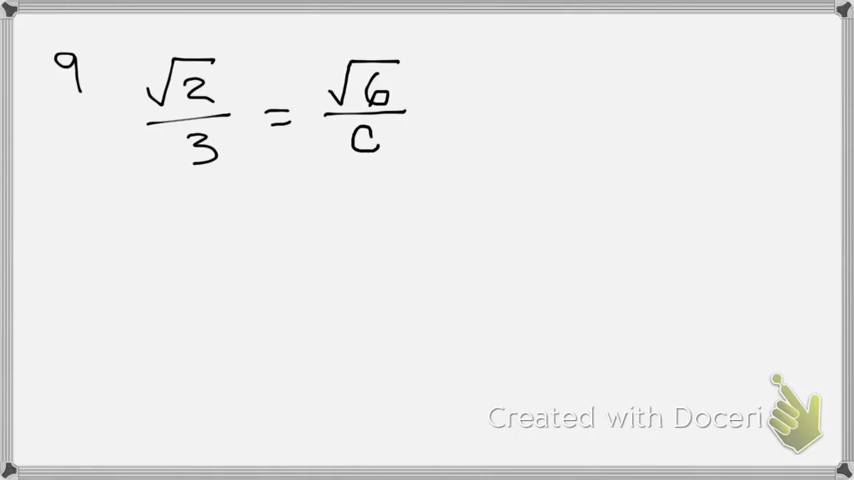 9 √2/3 = √6/c
Created with Doceri